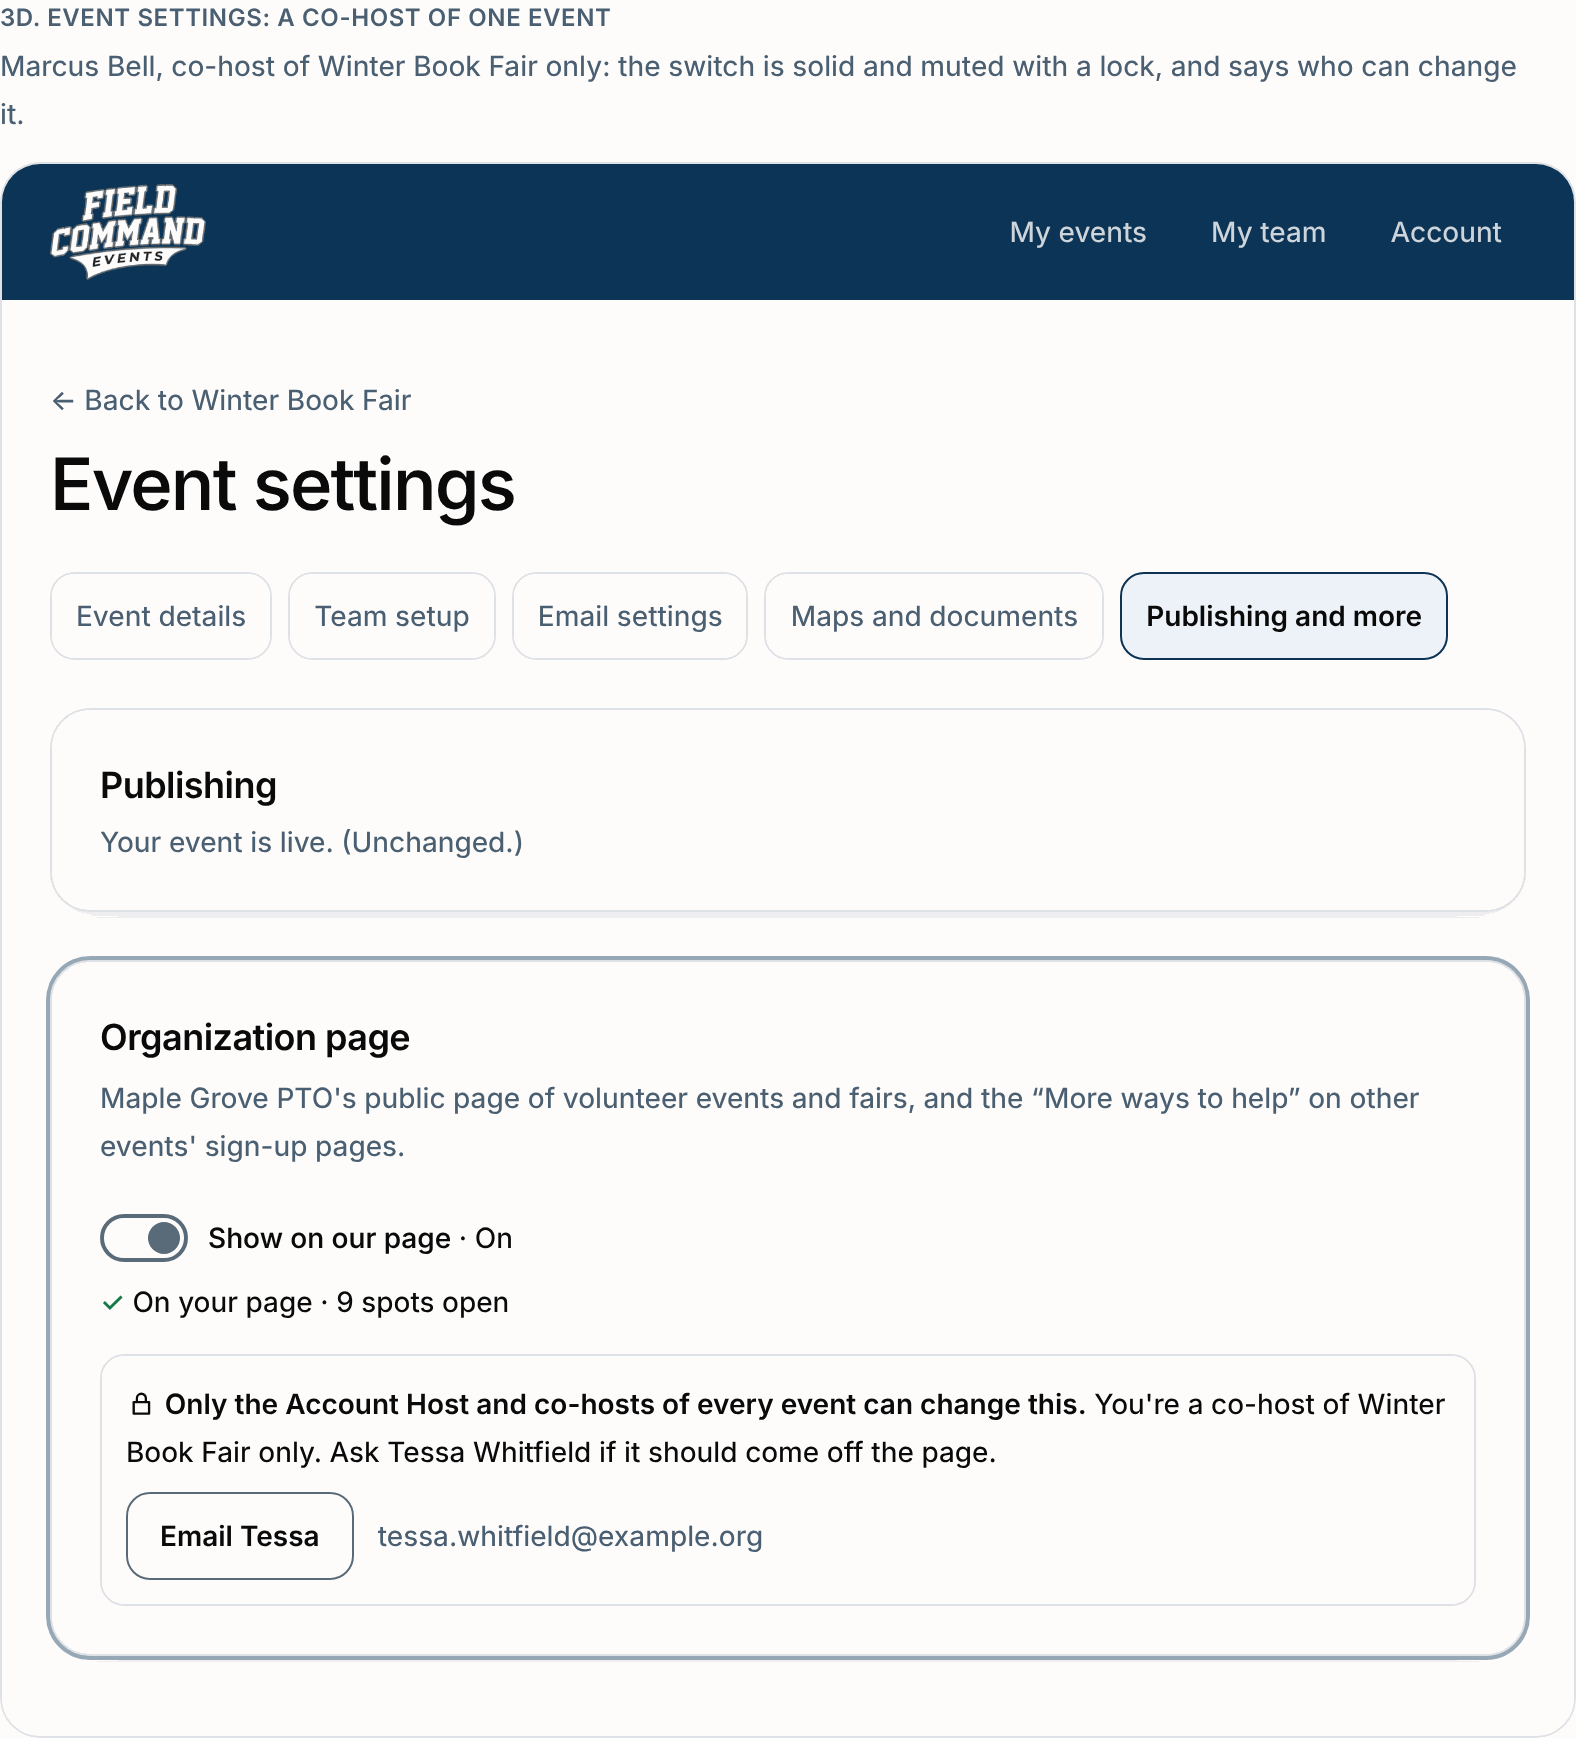 3D. EVENT SETTINGS: A CO-HOST OF ONE EVENT
Marcus Bell, co-host of Winter Book Fair only: the switch is solid and muted with a lock, and says who can change
it.
FIELD
COMMAND
EVENTS
My events
My team
Account
← Back to Winter Book Fair
Event settings
Event details
Team setup
Email settings
Maps and documents
Publishing and more
Publishing
Your event is live. (Unchanged.)
Organization page
Maple Grove PTO's public page of volunteer events and fairs, and the “More ways to help” on other
events' sign-up pages.
Show on our page · On
✓ On your page · 9 spots open
Only the Account Host and co-hosts of every event can change this. You're a co-host of Winter
Book Fair only. Ask Tessa Whitfield if it should come off the page.
Email Tessa
tessa.whitfield@example.org